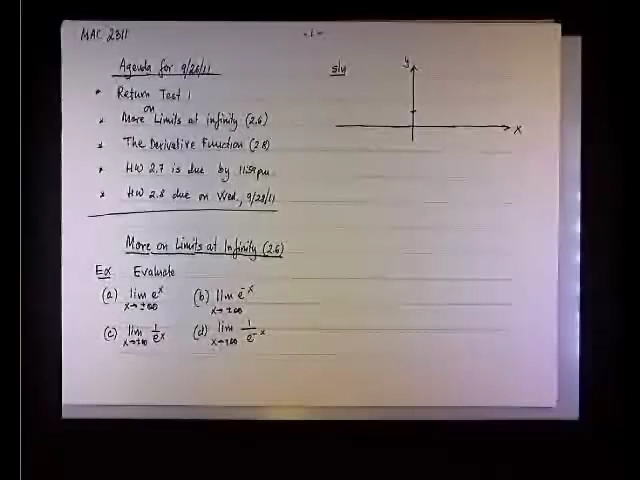 MAC 2311
-1-
Agenda for 9/26/11
* Return Test 1
* More on Limits at infinity (2.6)
* The Derivative Function (2.8)
* HW 2.7 is due by 11:59pm
* HW 2.8 due on Wed, 9/28/11
More on Limits at Infinity (2.6)
Ex Evaluate
(a) lim x→±∞ e^x (b) lim x→±∞ e^-x
(c) lim x→±∞ 1/e^x (d) lim x→±∞ 1/e^-x
soln
y
x